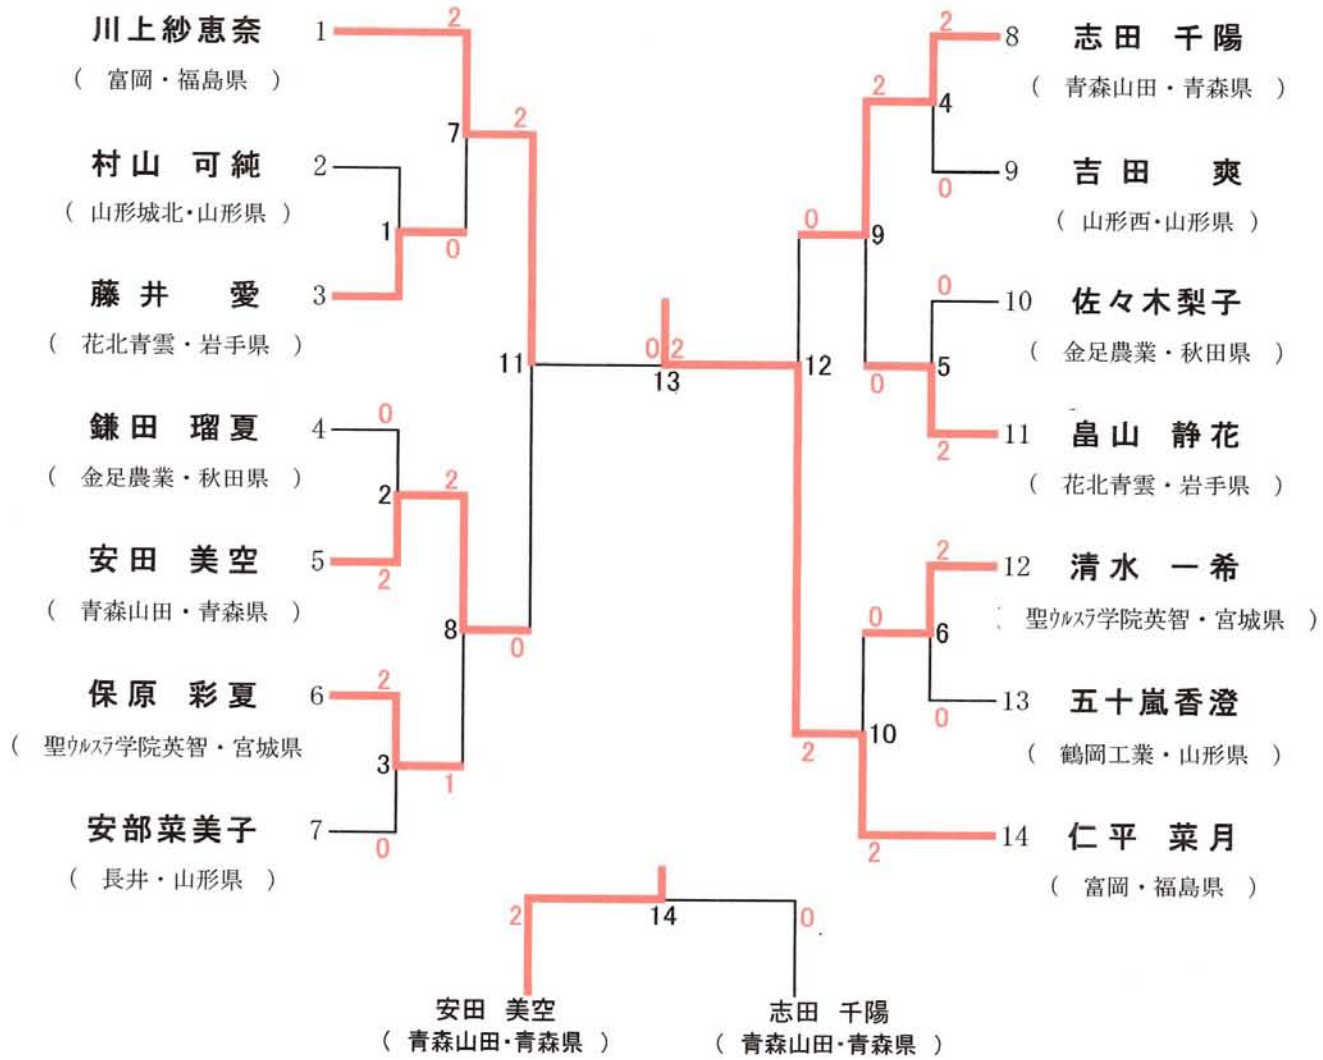 川上紗恵奈 1
( 富岡・福島県 )
村山 可純 2
( 山形城北・山形県 )
藤井 愛 3
( 花北青雲・岩手県 )
鎌田 瑠夏 4
( 金足農業・秋田県 )
安田 美空 5
( 青森山田・青森県 )
保原 彩夏 6
( 聖ウルスラ学院英智・宮城県
安部菜美子 7
( 長井・山形県 )
2
7
2
1
0
11
0
2
2
2
8
0
2
3
1
0
0 2
13
8 志田 千陽
( 青森山田・青森県 )
9 吉田 爽
( 山形西・山形県 )
10 佐々木梨子
( 金足農業・秋田県 )
11 畠山 静花
( 花北青雲・岩手県 )
12 清水 一希
聖ウルスラ学院英智・宮城県 )
13 五十嵐香澄
( 鶴岡工業・山形県 )
14 仁平 菜月
( 富岡・福島県 )
2
2
4
0
0
9
0
12
0
5
2
2
0
6
0
2
10
2
2
14
0
安田 美空
( 青森山田・青森県 )
志田 千陽
( 青森山田・青森県 )